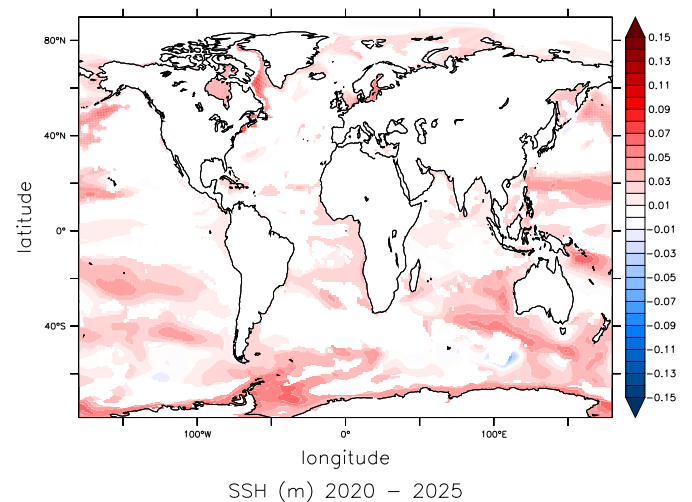 80°N
40°N
0°
40°S
latitude
100°W
0°
100°E
longitude
SSH (m) 2020 – 2025
0.15
0.13
0.11
0.09
0.07
0.05
0.03
0.01
−0.01
−0.03
−0.05
−0.07
−0.09
−0.11
−0.13
−0.15